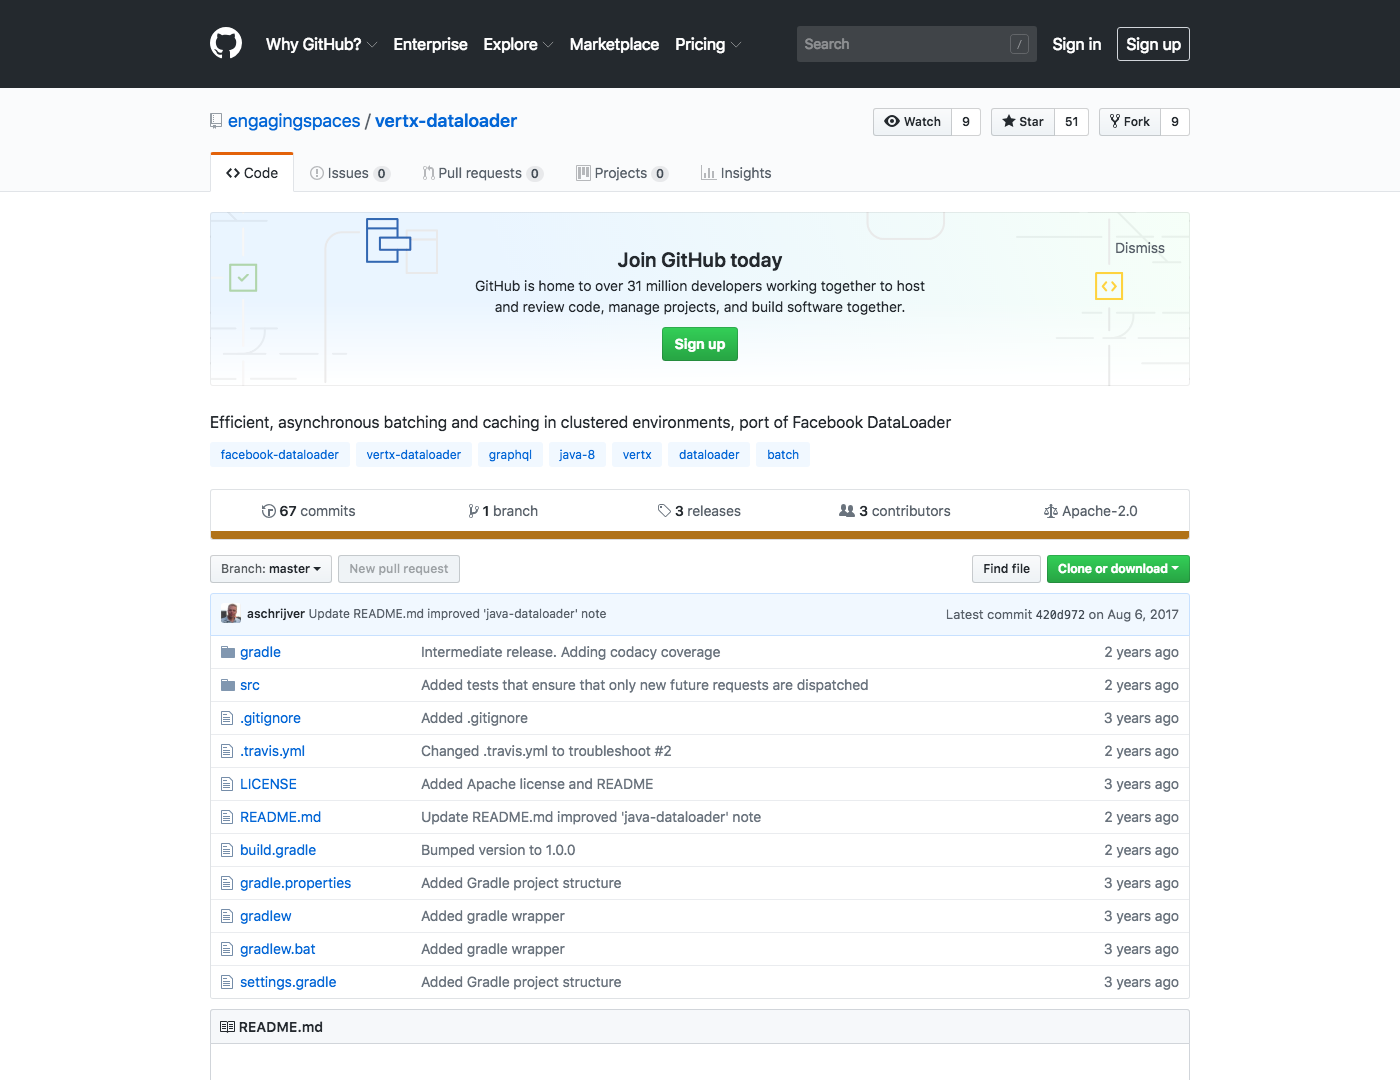 Why GitHub? Enterprise Explore Marketplace Pricing Search / Sign in Sign up
engagingspaces / vertx-dataloader Watch 9 Star 51 Fork 9
Code Issues 0 Pull requests 0 Projects 0 Insights
Dismiss
Join GitHub today
GitHub is home to over 31 million developers working together to host
and review code, manage projects, and build software together.
Sign up
Efficient, asynchronous batching and caching in clustered environments, port of Facebook DataLoader
facebook-dataloader vertx-dataloader graphql java-8 vertx dataloader batch
67 commits 1 branch 3 releases 3 contributors Apache-2.0
Branch: master New pull request Find file Clone or download
aschrijver Update README.md improved 'java-dataloader' note Latest commit 420d972 on Aug 6, 2017
gradle Intermediate release. Adding codacy coverage 2 years ago
src Added tests that ensure that only new future requests are dispatched 2 years ago
.gitignore Added .gitignore 3 years ago
.travis.yml Changed .travis.yml to troubleshoot #2 2 years ago
LICENSE Added Apache license and README 3 years ago
README.md Update README.md improved 'java-dataloader' note 2 years ago
build.gradle Bumped version to 1.0.0 2 years ago
gradle.properties Added Gradle project structure 3 years ago
gradlew Added gradle wrapper 3 years ago
gradlew.bat Added gradle wrapper 3 years ago
settings.gradle Added Gradle project structure 3 years ago
README.md